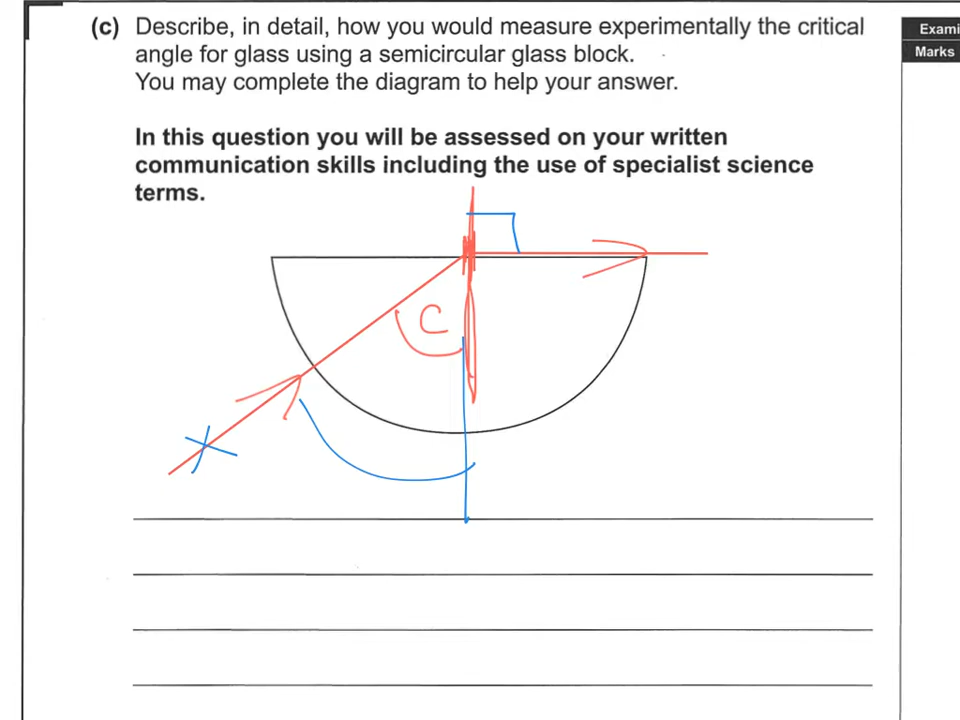 (c) Describe, in detail, how you would measure experimentally the critical
angle for glass using a semicircular glass block.
You may complete the diagram to help your answer.
In this question you will be assessed on your written
communication skills including the use of specialist science
terms.
Exami
Marks
C